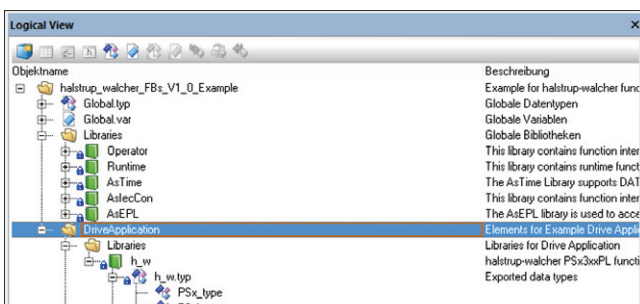 Logical View
Objektname Beschreibung
halstrup_walcher_FBs_V1_0_Example Example for halstrup-walcher func
Global.typ Globale Datentypen
Global.var Globale Variablen
Libraries Globale Bibliotheken
Operator This library contains function inter
Runtime This library contains runtime funct
AsTime The AsTime Library supports DAT
AsIecCon This library contains function inter
AsEPL The AsEPL library is used to acce
DriveApplication Elements for Example Drive Appli
Libraries Libraries for Drive Application
h_w halstrup-walcher PSx3xxPL functi
h_w.typ Exported data types
PSx_type